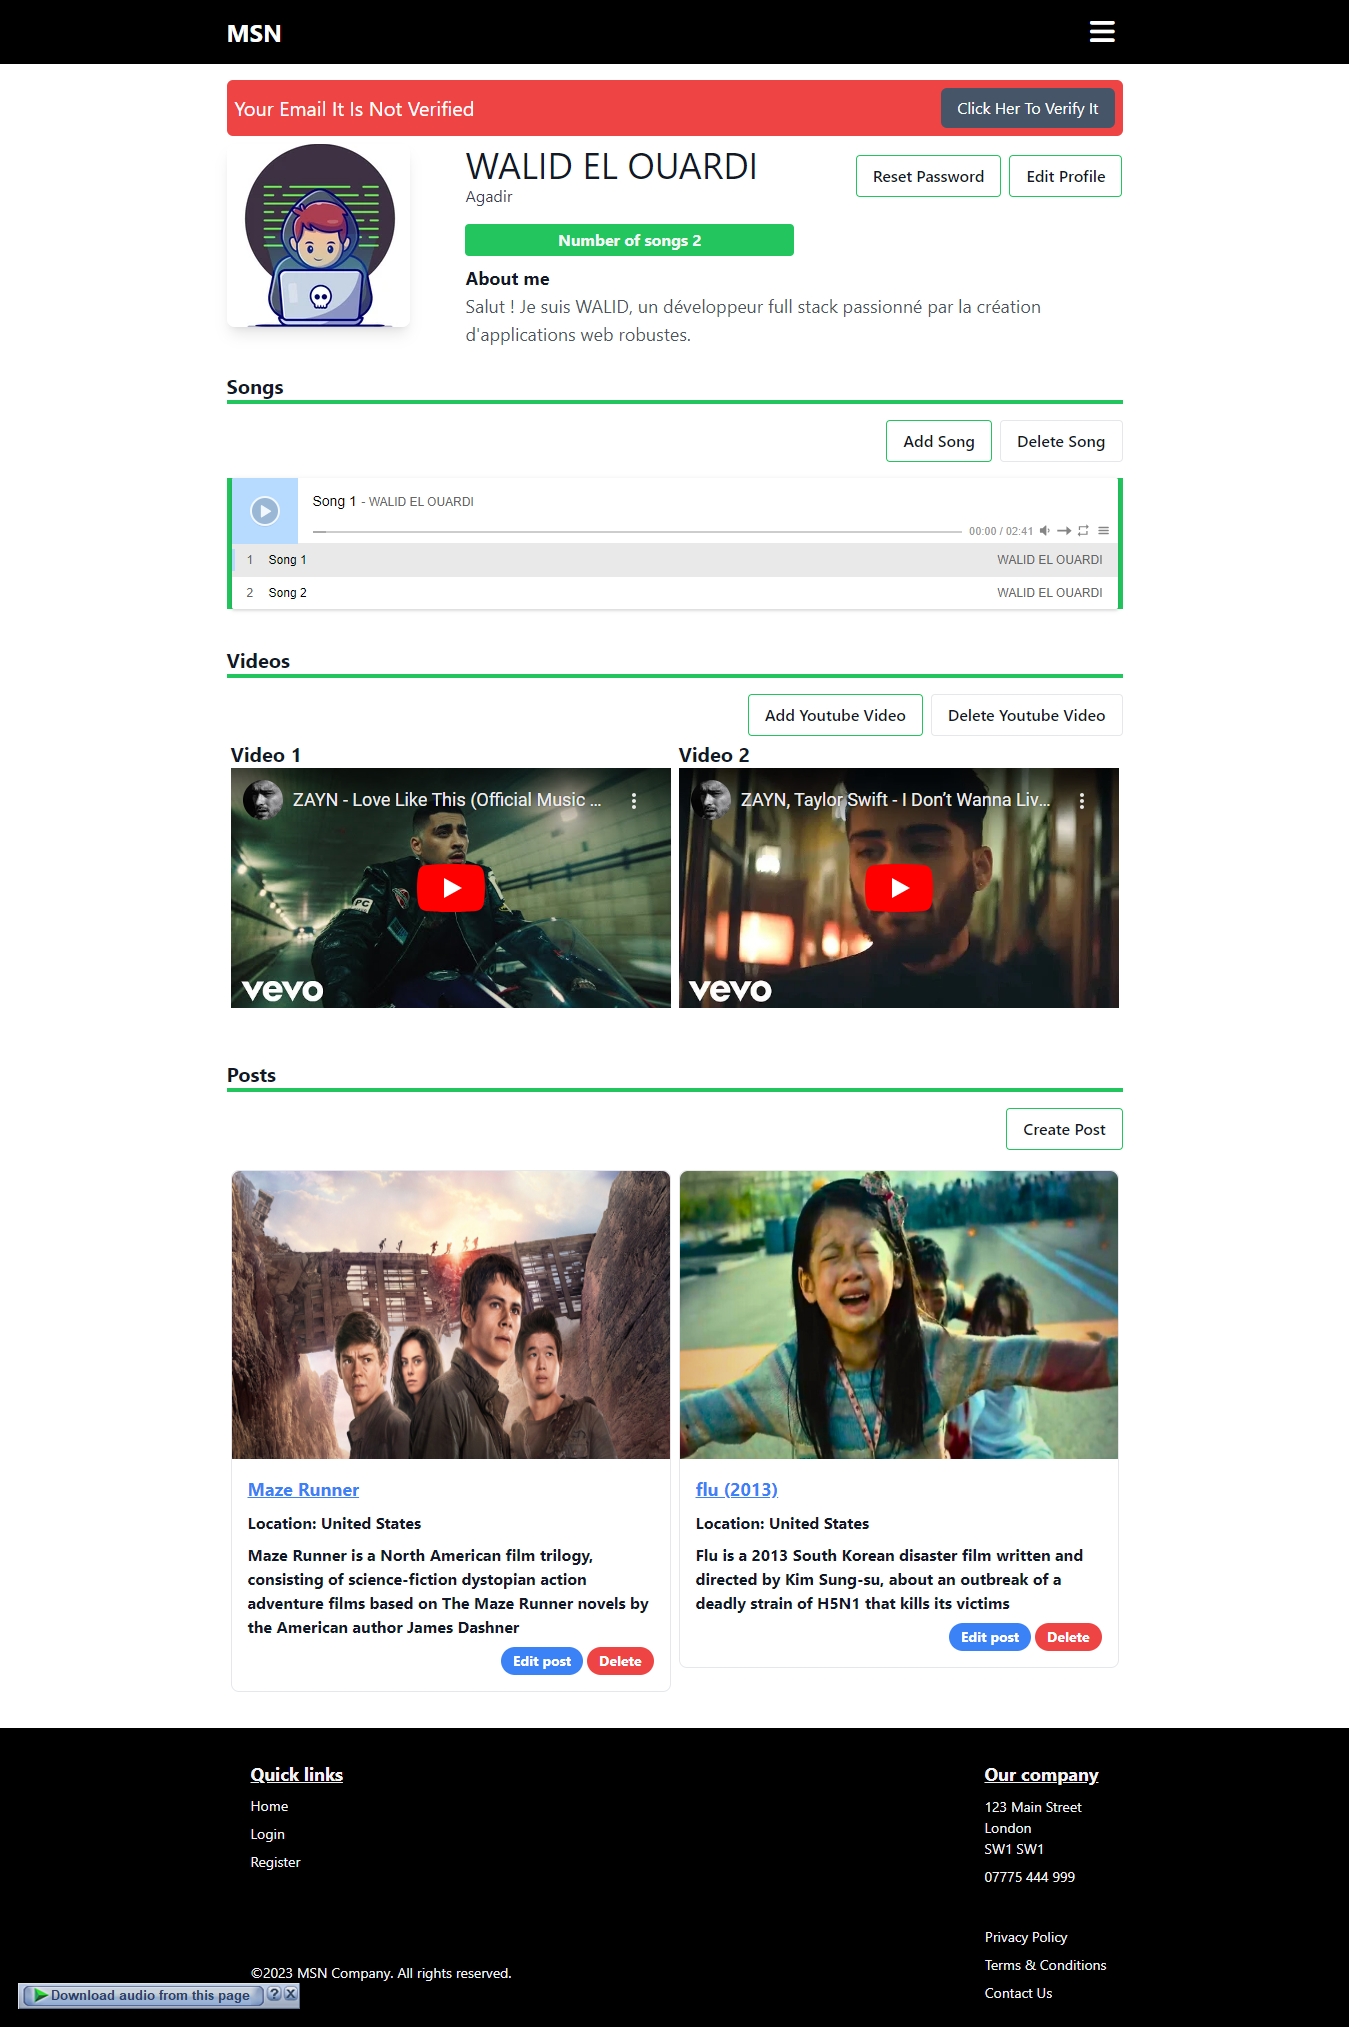 MSN
Your Email It Is Not Verified
Click Her To Verify It
WALID EL OUARDI
Agadir
Reset Password
Edit Profile
Number of songs 2
About me
Salut ! Je suis WALID, un développeur full stack passionné par la création
d'applications web robustes.
Songs
Add Song
Delete Song
Song 1 - WALID EL OUARDI
00:00 / 02:41
1 Song 1 WALID EL OUARDI
2 Song 2 WALID EL OUARDI
Videos
Add Youtube Video
Delete Youtube Video
Video 1
ZAYN - Love Like This (Official Music ...
PC
vevo
Video 2
ZAYN, Taylor Swift - I Don’t Wanna Liv...
vevo
Posts
Create Post
Maze Runner
Location: United States
Maze Runner is a North American film trilogy,
consisting of science-fiction dystopian action
adventure films based on The Maze Runner novels by
the American author James Dashner
Edit post
Delete
flu (2013)
Location: United States
Flu is a 2013 South Korean disaster film written and
directed by Kim Sung-su, about an outbreak of a
deadly strain of H5N1 that kills its victims
Edit post
Delete
Quick links
Home
Login
Register
©2023 MSN Company. All rights reserved.
Our company
123 Main Street
London
SW1 SW1
07775 444 999
Privacy Policy
Terms & Conditions
Contact Us
Download audio from this page ? X